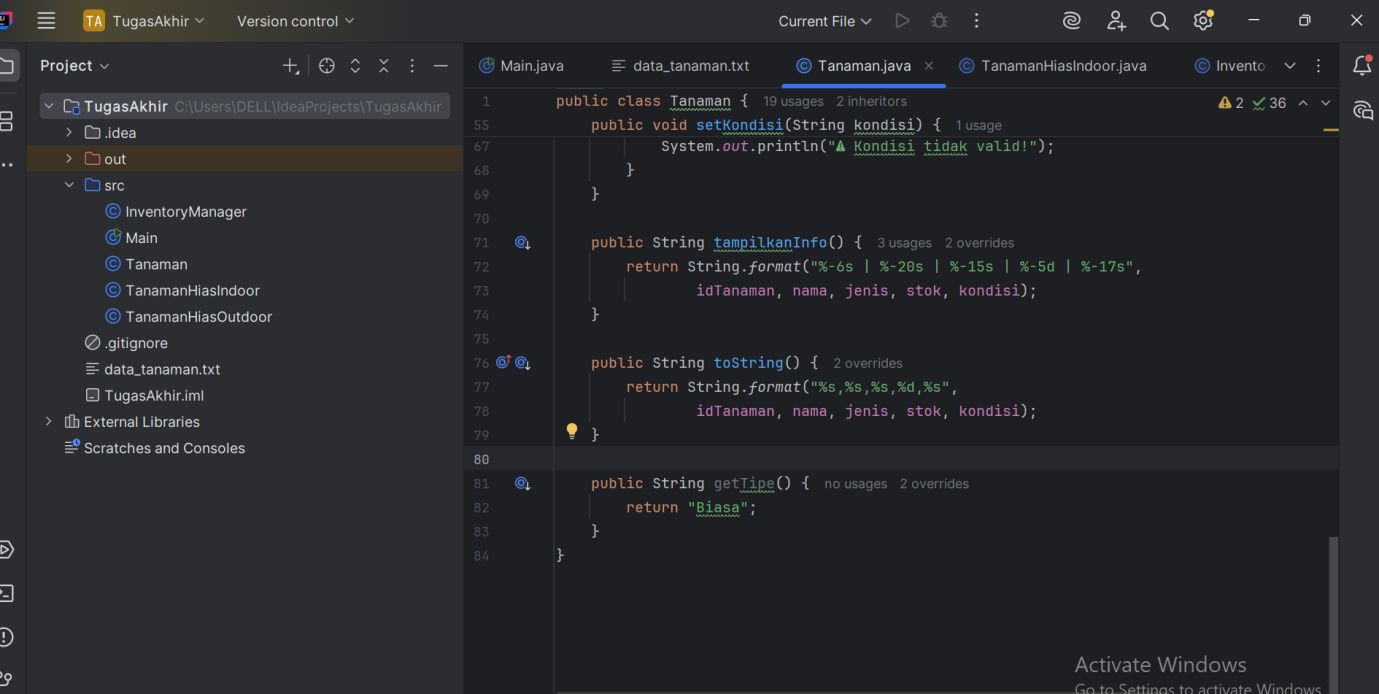 TA TugasAkhir Version control Current File
Project
Main.java data_tanaman.txt Tanaman.java TanamanHiasIndoor.java Invento
TugasAkhir C:\Users\DELL\IdeaProjects\TugasAkhir
.idea
out
src
InventoryManager
Main
Tanaman
TanamanHiasIndoor
TanamanHiasOutdoor
.gitignore
data_tanaman.txt
TugasAkhir.iml
External Libraries
Scratches and Consoles
1 public class Tanaman { 19 usages 2 inheritors
2 36
55 public void setKondisi(String kondisi) { 1 usage
67 System.out.println("⚠ Kondisi tidak valid!");
68 }
69 }
70
71 public String tampilkanInfo() { 3 usages 2 overrides
72 return String.format("%-6s | %-20s | %-15s | %-5d | %-17s",
73 idTanaman, nama, jenis, stok, kondisi);
74 }
75
76 public String toString() { 2 overrides
77 return String.format("%s,%s,%s,%d,%s",
78 idTanaman, nama, jenis, stok, kondisi);
79 }
80
81 public String getTipe() { no usages 2 overrides
82 return "Biasa";
83 }
84 }
Activate Windows
Go to Settings to activate Windows